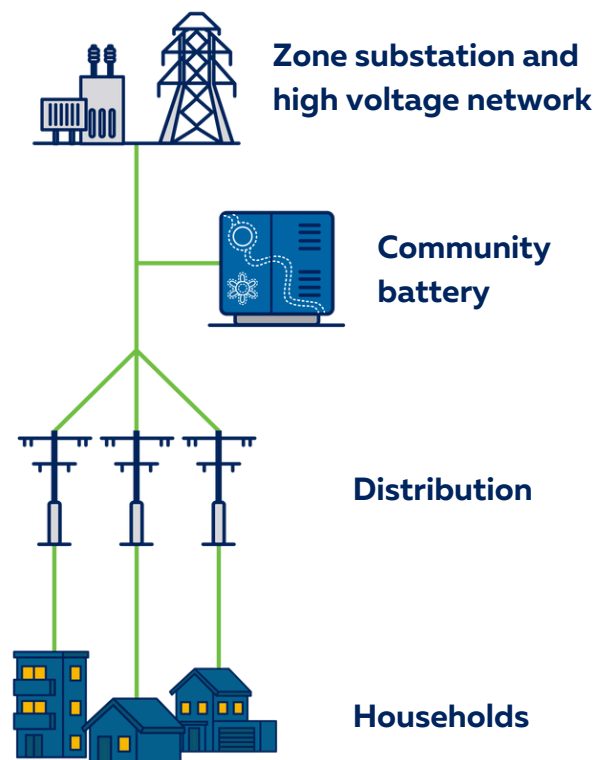 Zone substation and
high voltage network
Community
battery
Distribution
Households